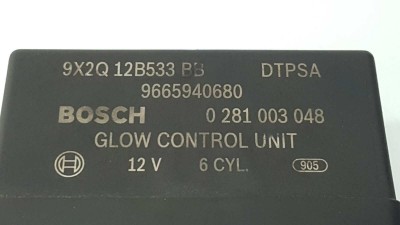 9X2Q 12B533 BB DTPSA
9665940680
BOSCH 0 281 003 048
GLOW CONTROL UNIT
12 V 6 CYL. 905